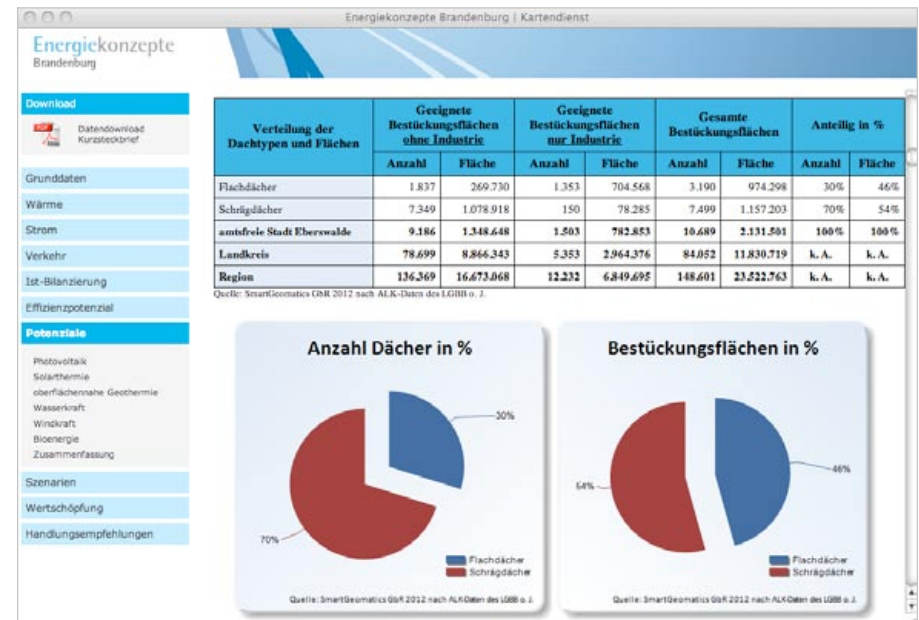 Energiekonzepte Brandenburg | Kartendienst
Energiekonzepte
Brandenburg
Download
PDF
Datendownload
Kurzsteckbrief
Grunddaten
Wärme
Strom
Verkehr
Ist-Bilanzierung
Effizienzpotenzial
Potenziale
Photovoltaik
Solarthermie
oberflächennahe Geothermie
Wasserkraft
Windkraft
Bioenergie
Zusammenfassung
Szenarien
Wertschöpfung
Handlungsempfehlungen
Verteilung der Dachtypen und Flächen | Geeignete Bestückungsflächen ohne Industrie | Geeignete Bestückungsflächen nur Industrie | Gesamte Bestückungsflächen | Anteilig in %
Anzahl Fläche Anzahl Fläche Anzahl Fläche Anzahl Fläche
Flachdächer 1.837 269.730 1.353 704.568 3.190 974.298 30% 46%
Schrägdächer 7.349 1.078.918 150 78.285 7.499 1.157.203 70% 54%
amtsfreie Stadt Eberswalde 9.186 1.348.648 1.503 782.853 10.689 2.131.501 100% 100%
Landkreis 78.699 8.866.343 5.353 2.964.376 84.052 11.830.719 k. A. k. A.
Region 136.369 16.673.068 12.232 6.849.695 148.601 23.522.763 k. A. k. A.
Quelle: SmartGeomatics GbR 2012 nach ALK-Daten des LGBB o. J.
Anzahl Dächer in %
30%
70%
Flachdächer
Schrägdächer
Quelle: SmartGeomatics GbR 2012 nach ALK-Daten des LGBB o. J.
Bestückungsflächen in %
46%
54%
Flachdächer
Schrägdächer
Quelle: SmartGeomatics GbR 2012 nach ALK-Daten des LGBB o. J.